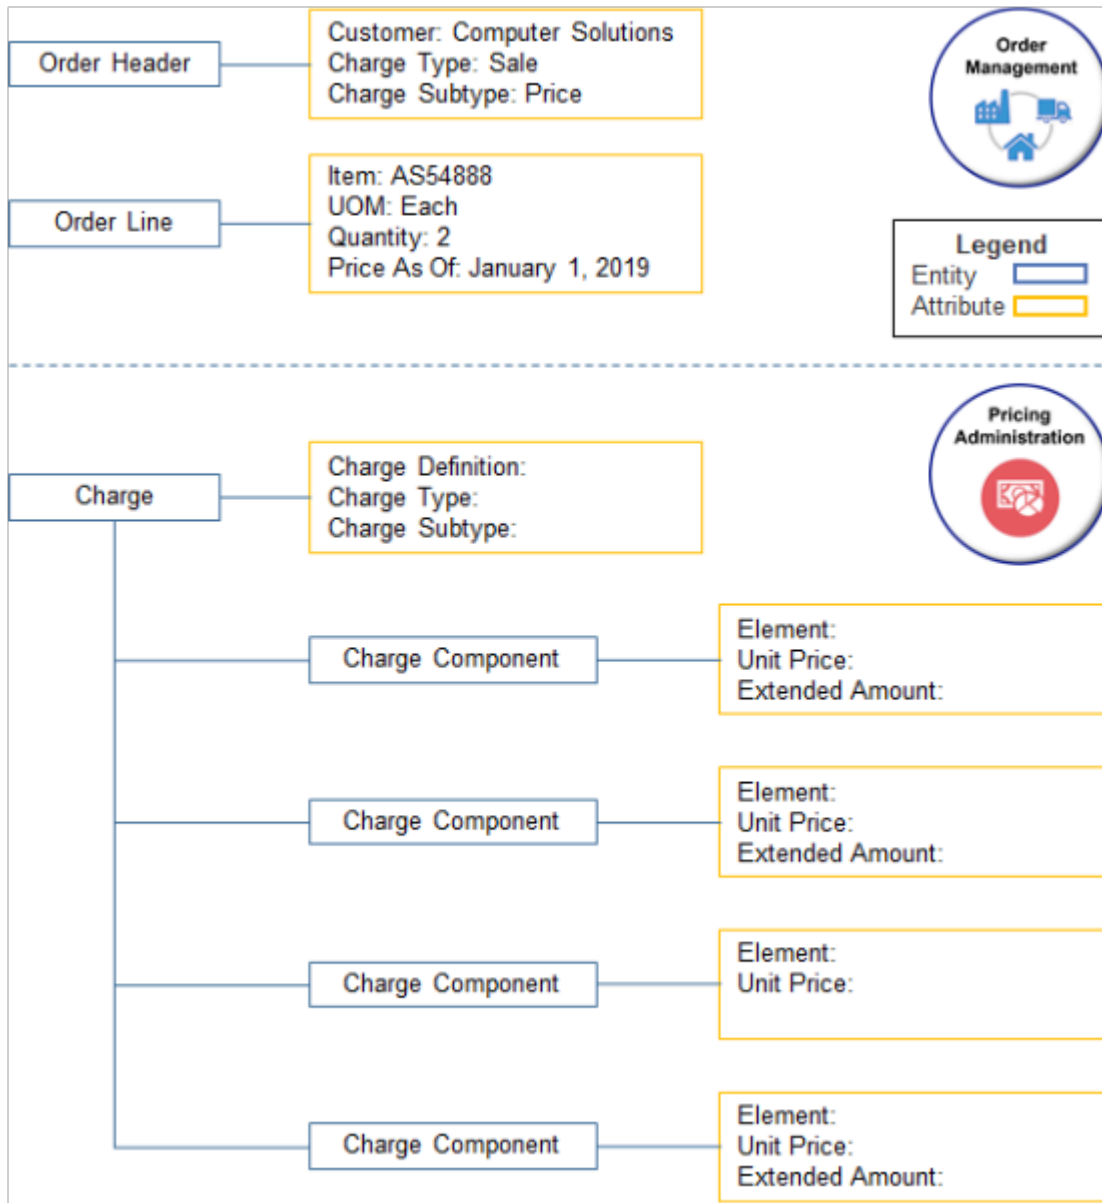 Order Header
Customer: Computer Solutions
Charge Type: Sale
Charge Subtype: Price
Order
Management
Order Line
Item: AS54888
UOM: Each
Quantity: 2
Price As Of: January 1, 2019
Legend
Entity
Attribute
Pricing
Administration
Charge
Charge Definition:
Charge Type:
Charge Subtype:
Charge Component
Element:
Unit Price:
Extended Amount:
Charge Component
Element:
Unit Price:
Extended Amount:
Charge Component
Element:
Unit Price:
Charge Component
Element:
Unit Price:
Extended Amount: